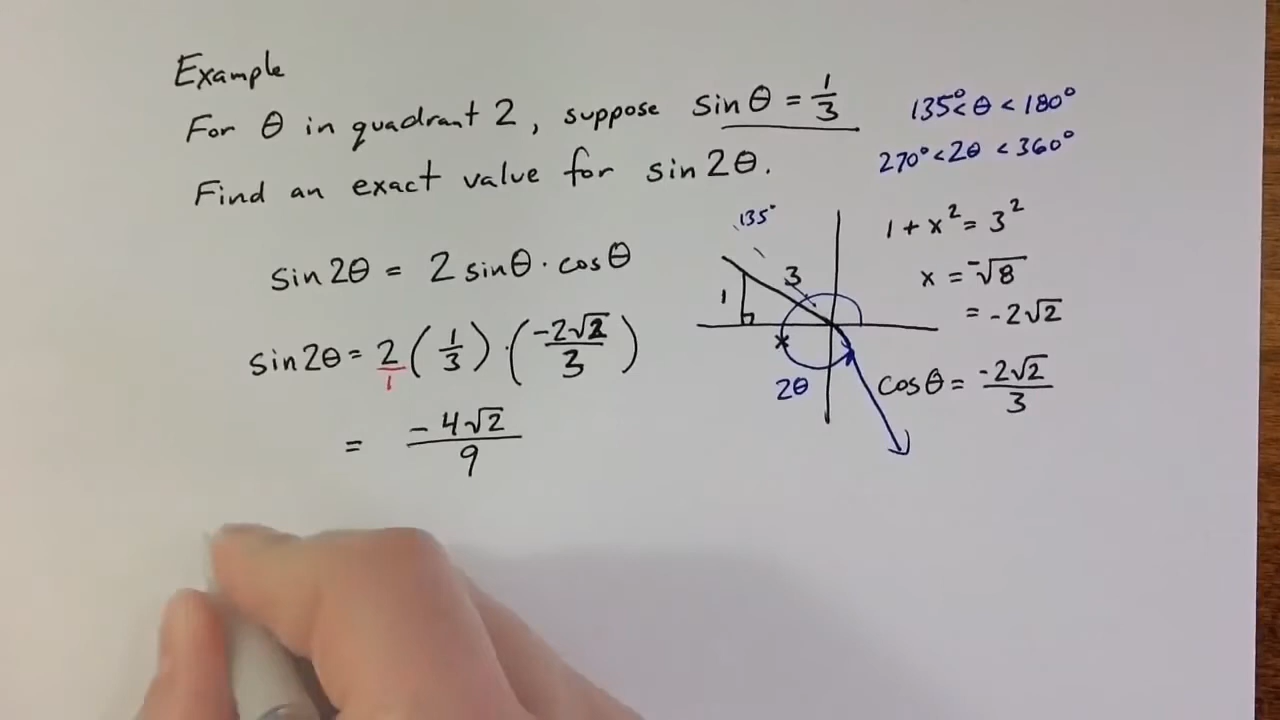 Example
For θ in quadrant 2, suppose sin θ = 1/3
Find an exact value for sin 2θ.
135° < θ < 180°
270° < 2θ < 360°
sin 2θ = 2 sin θ · cos θ
sin 2θ = 2/1 (1/3) · (-2√2/3)
= -4√2/9
135°
3
1
2θ
1 + x² = 3²
x = -√8
= -2√2
cos θ = -2√2/3